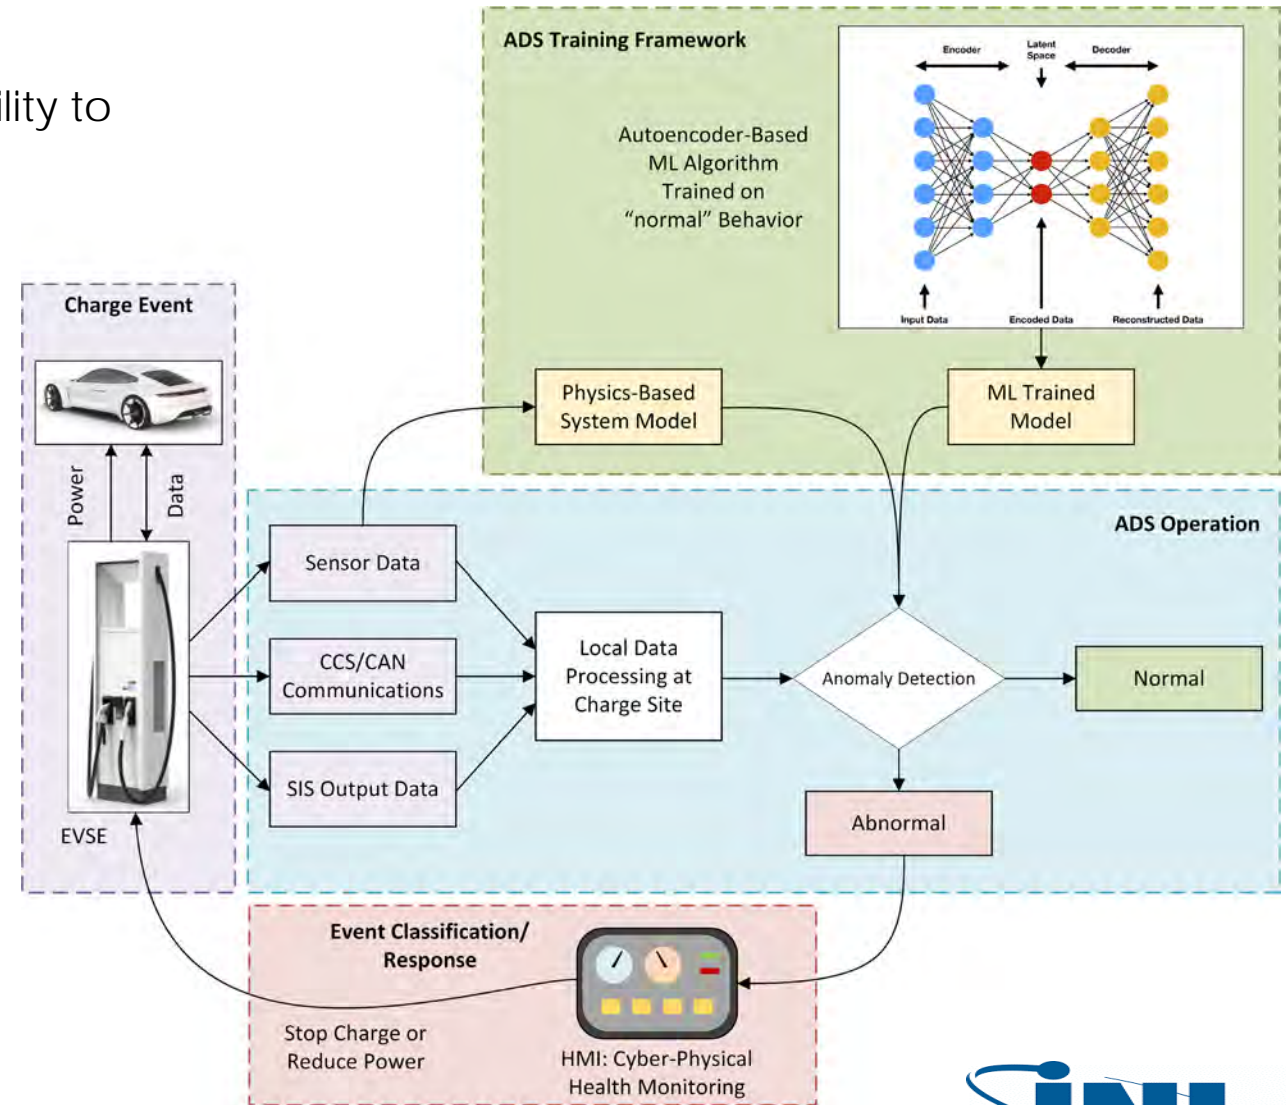 ility to
ADS Training Framework
Encoder
Latent
Space
Decoder
Autoencoder-Based
ML Algorithm
Trained on
“normal” Behavior
Input Data
Encoded Data
Reconstructed Data
Physics-Based
System Model
ML Trained
Model
Charge Event
Power
Data
EVSE
ADS Operation
Sensor Data
CCS/CAN
Communications
SIS Output Data
Local Data
Processing at
Charge Site
Anomaly Detection
Normal
Abnormal
Event Classification/
Response
Stop Charge or
Reduce Power
HMI: Cyber-Physical
Health Monitoring